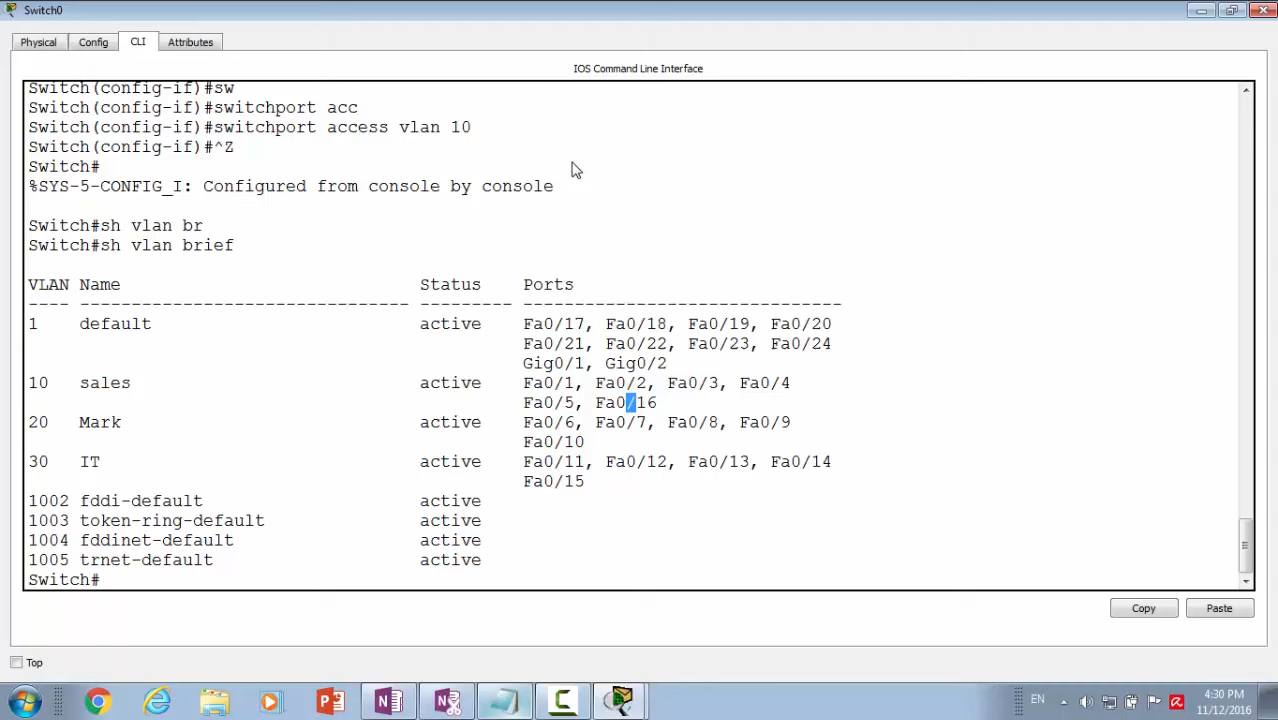 Switch0
Physical Config CLI Attributes
IOS Command Line Interface
Switch(config-if)#sw
Switch(config-if)#switchport acc
Switch(config-if)#switchport access vlan 10
Switch(config-if)#^Z
Switch#
%SYS-5-CONFIG_I: Configured from console by console
Switch#sh vlan br
Switch#sh vlan brief
VLAN Name Status Ports
---- -------------------------------- --------- -------------------------------
1 default active Fa0/17, Fa0/18, Fa0/19, Fa0/20
Fa0/21, Fa0/22, Fa0/23, Fa0/24
Gig0/1, Gig0/2
10 sales active Fa0/1, Fa0/2, Fa0/3, Fa0/4
Fa0/5, Fa0/16
20 Mark active Fa0/6, Fa0/7, Fa0/8, Fa0/9
Fa0/10
30 IT active Fa0/11, Fa0/12, Fa0/13, Fa0/14
Fa0/15
1002 fddi-default active
1003 token-ring-default active
1004 fddinet-default active
1005 trnet-default active
Switch#
Copy Paste
Top
EN
4:30 PM
11/12/2016